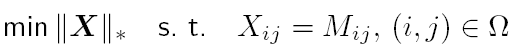 min ‖X‖∗ s. t. Xij = Mij, (i, j) ∈ Ω